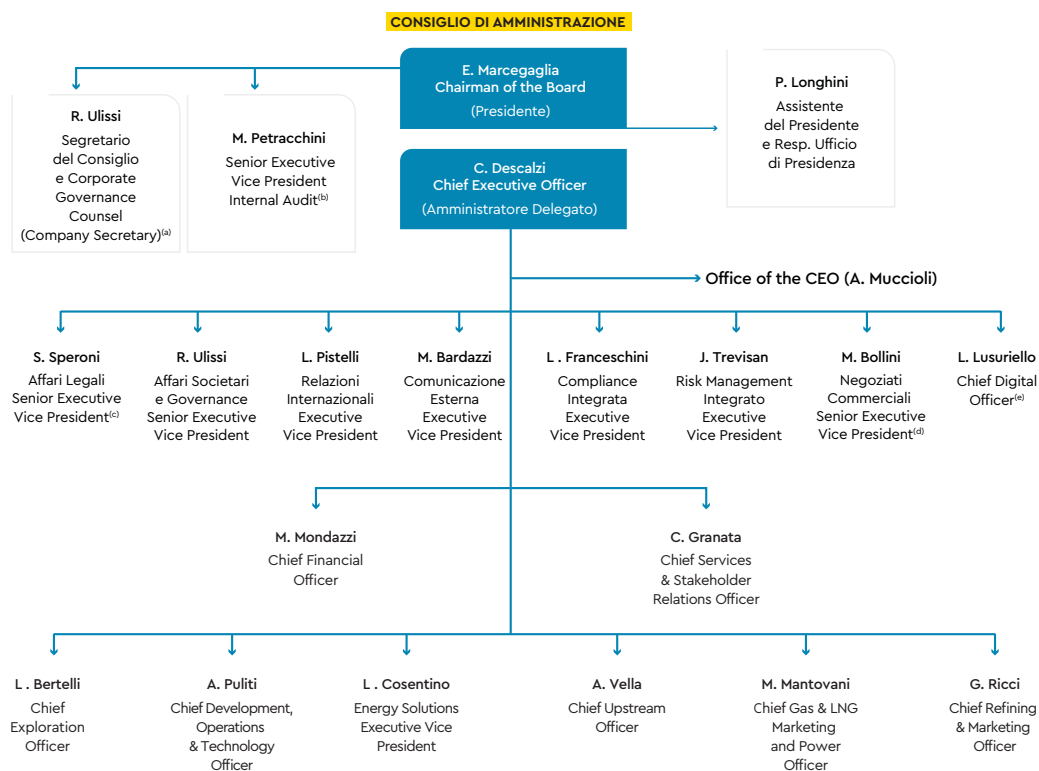 CONSIGLIO DI AMMINISTRAZIONE
E. Marcegaglia
Chairman of the Board
(Presidente)
R. Ulissi
Segretario
del Consiglio
e Corporate
Governance
Counsel
(Company Secretary)(a)
M. Petracchini
Senior Executive
Vice President
Internal Audit(b)
P. Longhini
Assistente
del Presidente
e Resp. Ufficio
di Presidenza
C. Descalzi
Chief Executive Officer
(Amministratore Delegato)
Office of the CEO (A. Muccioli)
S. Speroni
Affari Legali
Senior Executive
Vice President(c)
R. Ulissi
Affari Societari
e Governance
Senior Executive
Vice President
L. Pistelli
Relazioni
Internazionali
Executive
Vice President
M. Bardazzi
Comunicazione
Esterna
Executive
Vice President
L . Franceschini
Compliance
Integrata
Executive
Vice President
J. Trevisan
Risk Management
Integrato
Executive
Vice President
M. Bollini
Negoziati
Commerciali
Senior Executive
Vice President(d)
L. Lusuriello
Chief Digital
Officer(e)
M. Mondazzi
Chief Financial
Officer
C. Granata
Chief Services
& Stakeholder
Relations Officer
L . Bertelli
Chief
Exploration
Officer
A. Puliti
Chief Development,
Operations
& Technology
Officer
L . Cosentino
Energy Solutions
Executive Vice
President
A. Vella
Chief Upstream
Officer
M. Mantovani
Chief Gas & LNG
Marketing
and Power
Officer
G. Ricci
Chief Refining
& Marketing
Officer